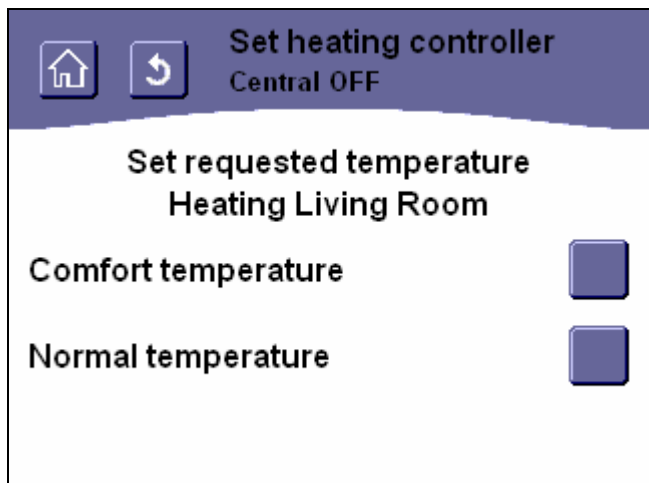 Set heating controller
Central OFF
Set requested temperature
Heating Living Room
Comfort temperature
Normal temperature